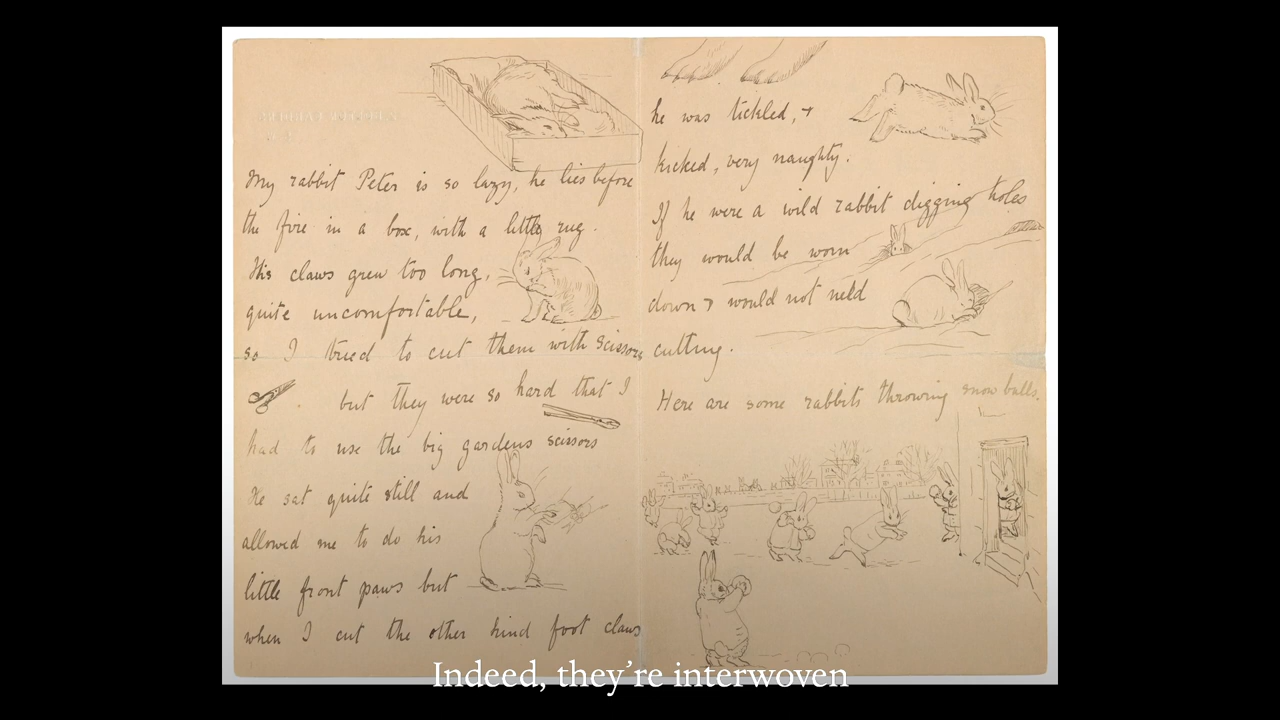 My rabbit Peter is so lazy, he lies before
the fire in a box, with a little rug.
His claws grew too long,
quite uncomfortable,
so I tried to cut them with scissors
but they were so hard that I
had to use the big gardens scissors
He sat quite still and
allowed me to do his
little front paws but
when I cut the other hind foot claws
he was tickled, &
kicked, very naughty.
If he were a wild rabbit digging holes
they would be worn
down & would not need
cutting.
Here are some rabbits throwing snow balls.
Indeed, they're interwoven